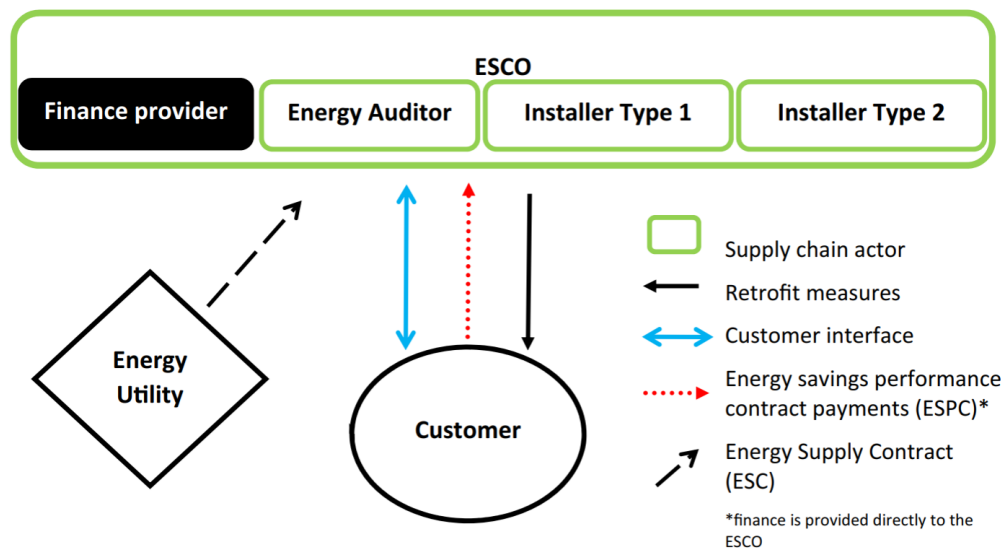 ESCO
Finance provider
Energy Auditor
Installer Type 1
Installer Type 2
Energy
Utility
Customer
Supply chain actor
Retrofit measures
Customer interface
Energy savings performance
contract payments (ESPC)*
Energy Supply Contract
(ESC)
*finance is provided directly to the
ESCO